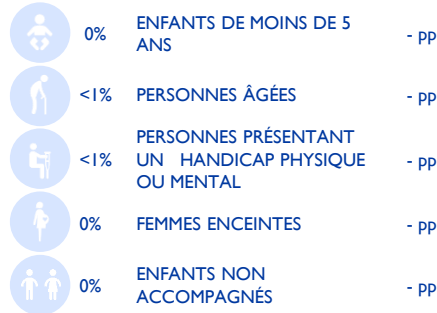 0% ENFANTS DE MOINS DE 5
ANS - pp
<1% PERSONNES ÂGÉES - pp
PERSONNES PRÉSENTANT
<1% UN HANDICAP PHYSIQUE - pp
OU MENTAL
0% FEMMES ENCEINTES - pp
0% ENFANTS NON
ACCOMPAGNÉS - pp